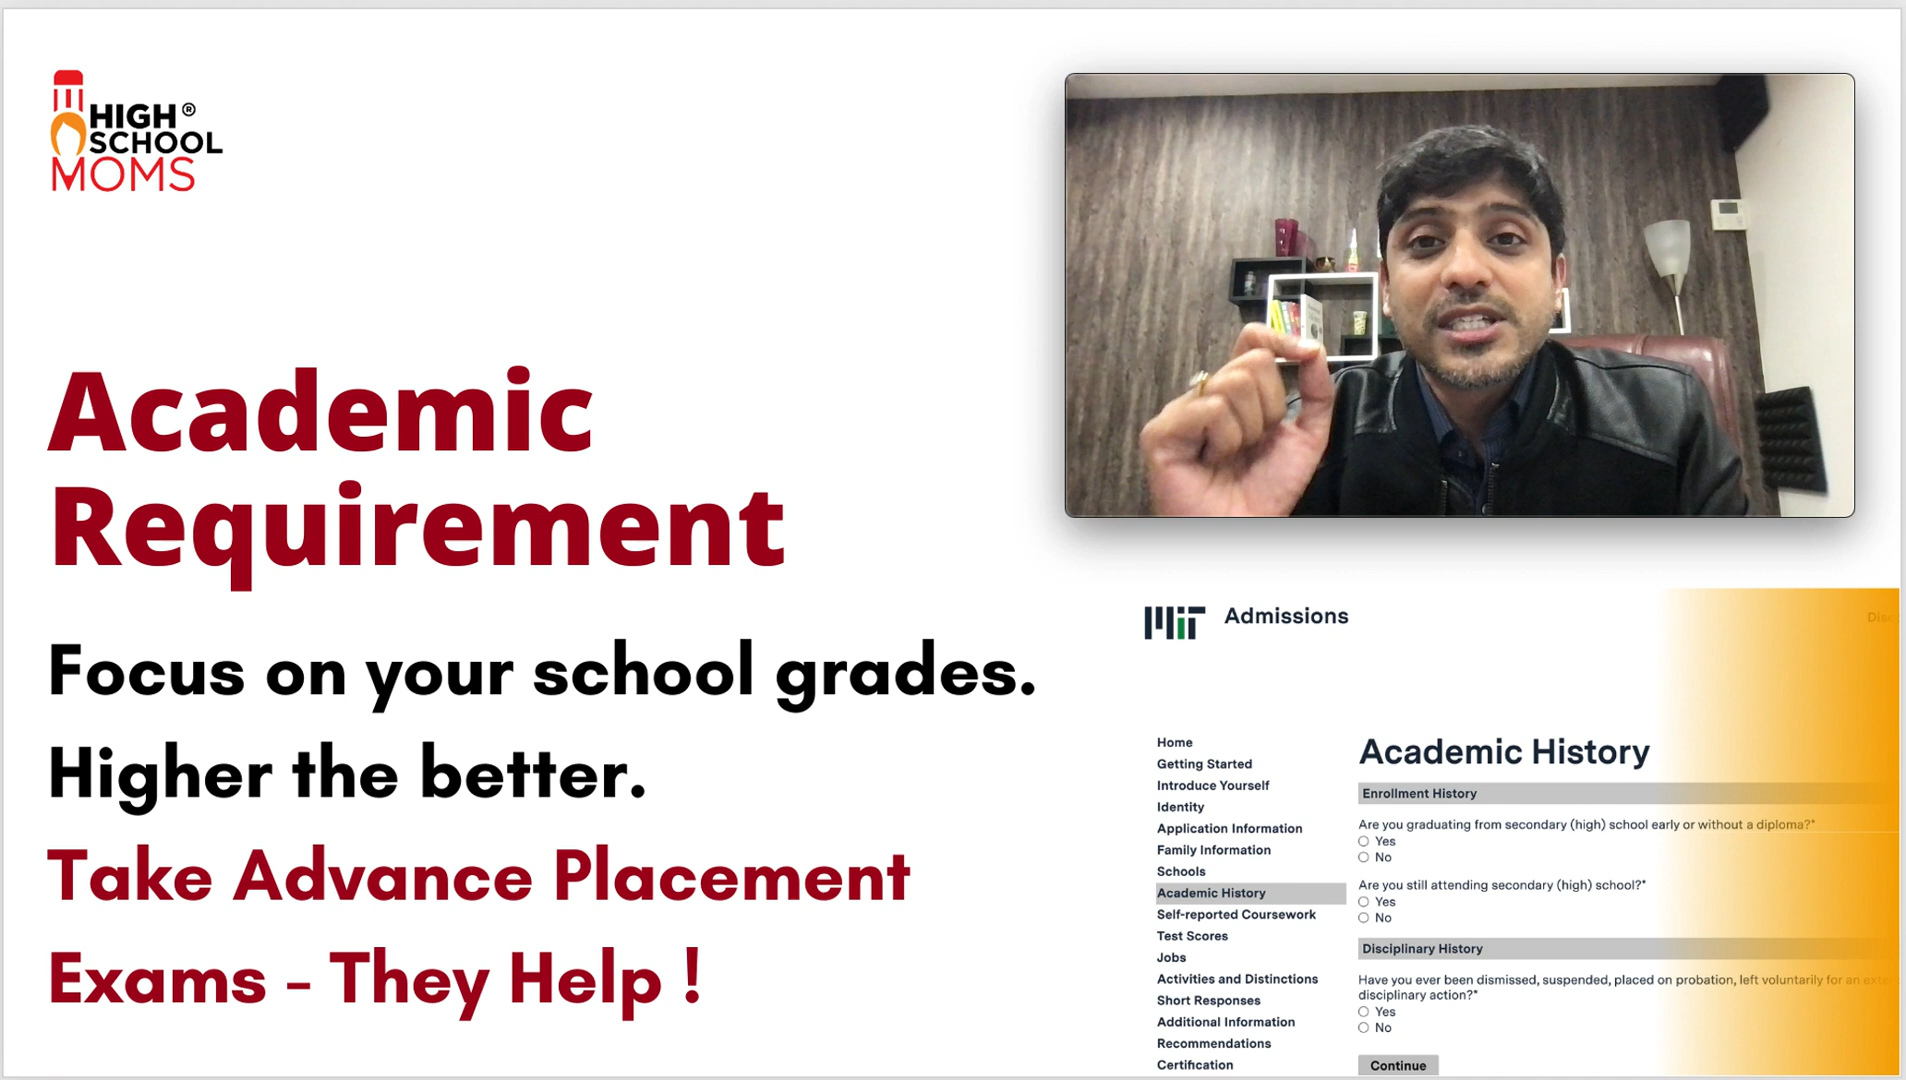 HIGH®
SCHOOL
MOMS
Academic
Requirement
Focus on your school grades.
Higher the better.
Take Advance Placement
Exams - They Help !
MIT Admissions
Home
Getting Started
Introduce Yourself
Identity
Application Information
Family Information
Schools
Academic History
Self-reported Coursework
Test Scores
Jobs
Activities and Distinctions
Short Responses
Additional Information
Recommendations
Certification
Academic History
Enrollment History
Are you graduating from secondary (high) school early or without a diploma?*
Yes
No
Are you still attending secondary (high) school?*
Yes
No
Disciplinary History
Have you ever been dismissed, suspended, placed on probation, left voluntarily for an
disciplinary action?*
Yes
No
Continue